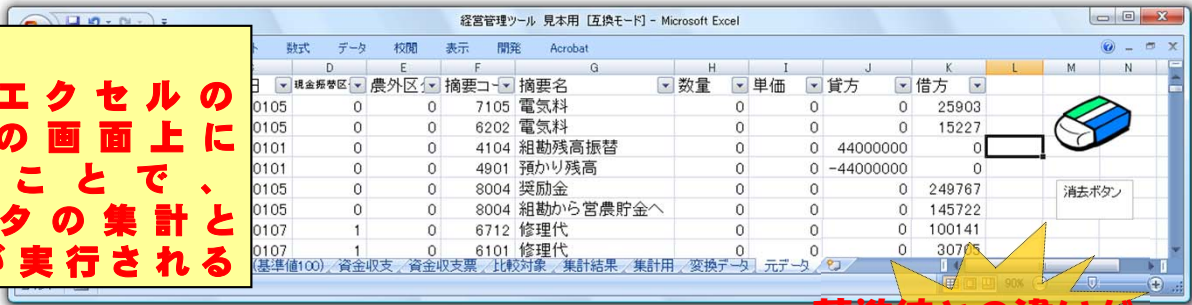 経営管理ツール 見本用 [互換モード] - Microsoft Excel
数式 データ 校閲 表示 開発 Acrobat
エクセルの
の画面上に
ことで、
タの集計と
実行される
D E F G H I J K L M N
現金振替区 農外区 摘要コー 摘要名 数量 単価 貸方 借方
0105 0 0 7105 電気料 0 0 0 25903
0105 0 0 6202 電気料 0 0 0 15227
0101 0 0 4104 組勘残高振替 0 0 44000000 0
0101 0 0 4901 預かり残高 0 0 -44000000 0
0105 0 0 8004 奨励金 0 0 0 249767
0105 0 0 8004 組勘から営農貯金へ 0 0 0 145722
0107 1 0 6712 修理代 0 0 0 100141
0107 1 0 6101 修理代 0 0 0 30705
消去ボタン
(基準値100) 資金収支 資金収支票 比較対象 集計結果 集計用 変換データ 元データ
90%